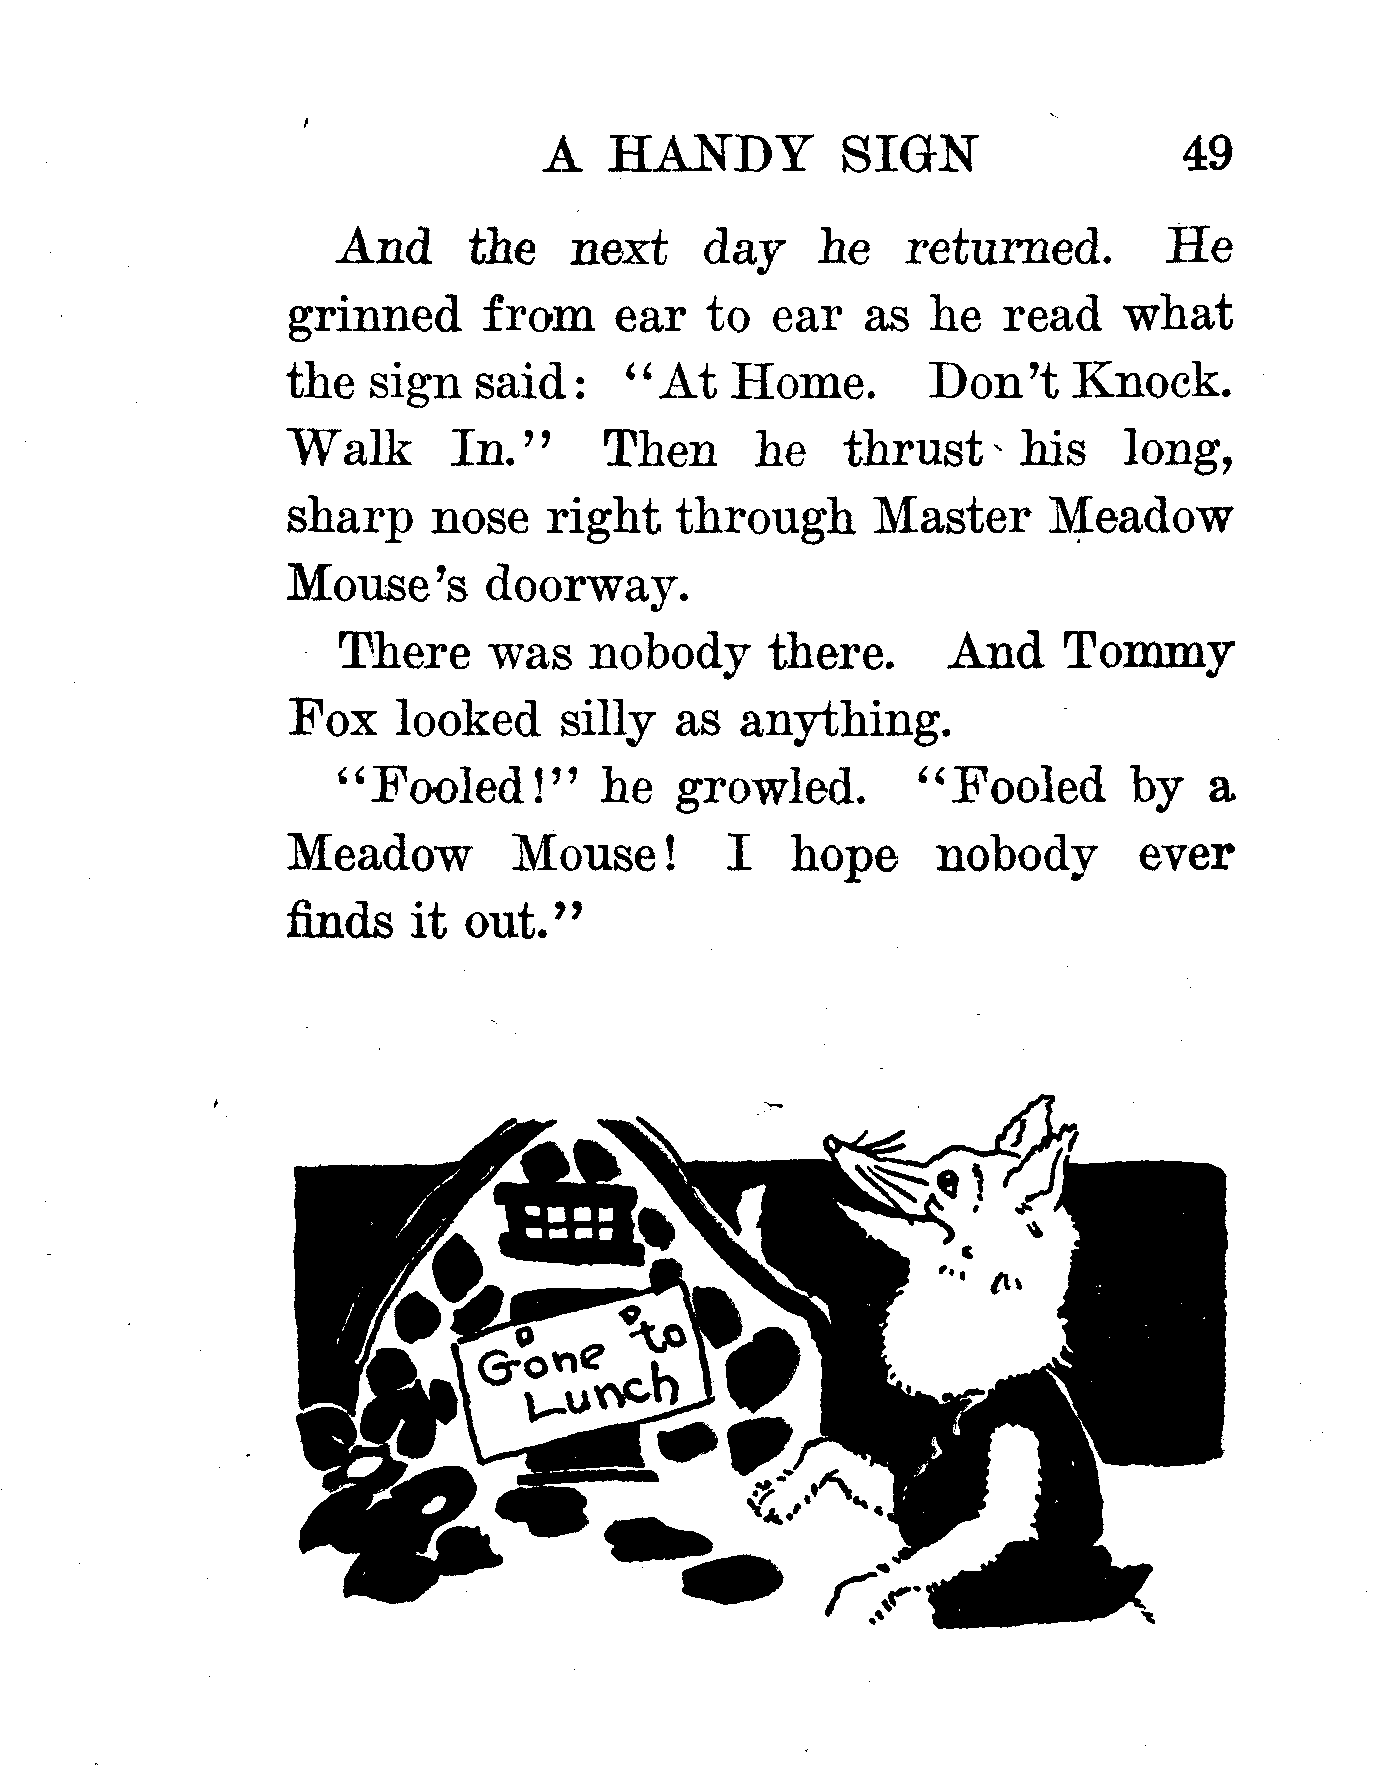 A HANDY SIGN 49
And the next day he returned. He
grinned from ear to ear as he read what
the sign said: "At Home. Don't Knock.
Walk In." Then he thrust his long,
sharp nose right through Master Meadow
Mouse's doorway.
There was nobody there. And Tommy
Fox looked silly as anything.
"Fooled!" he growled. "Fooled by a
Meadow Mouse! I hope nobody ever
finds it out."
Gone to
Lunch